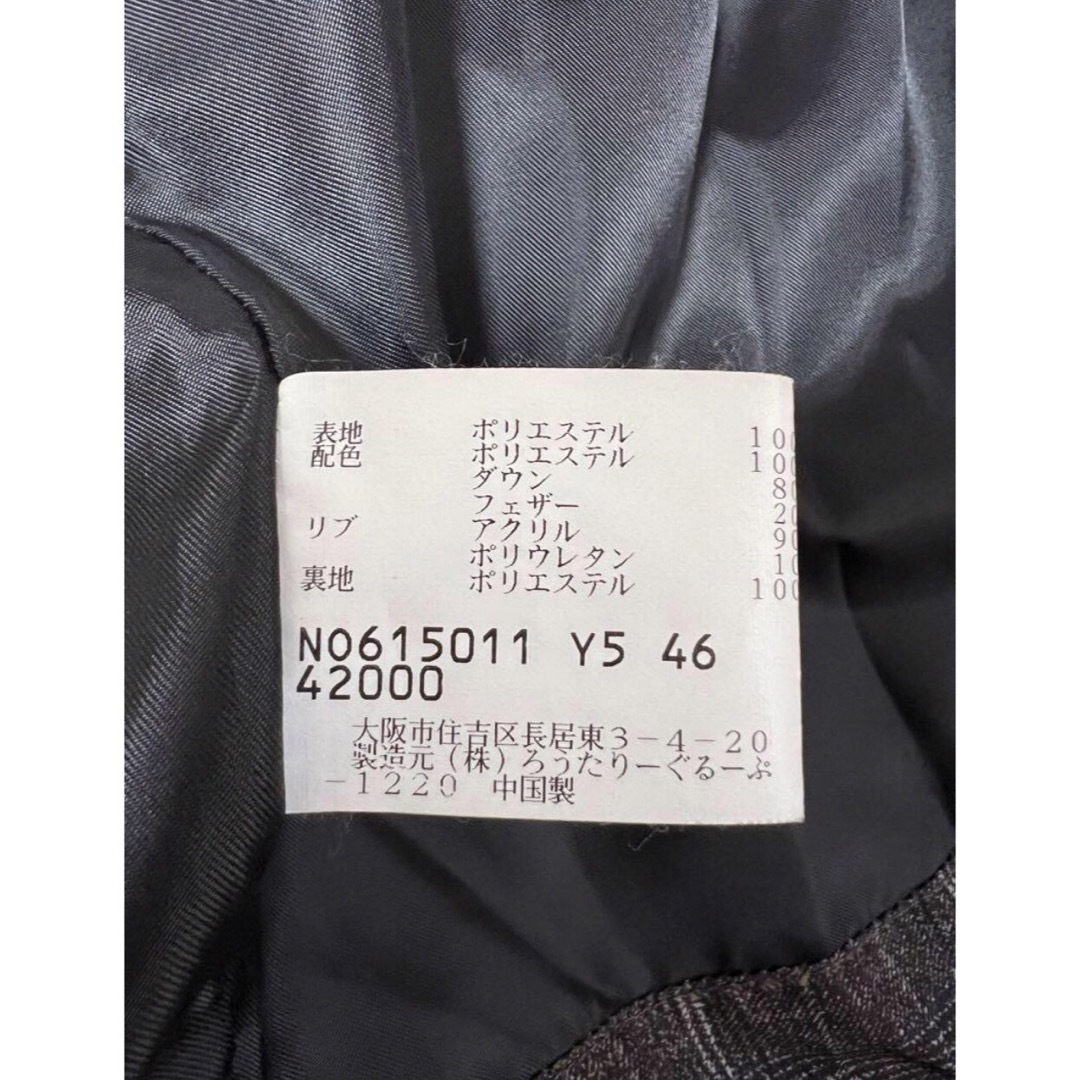 表地 ポリエステル 100
配色 ポリエステル 100
ダウン 80
フェザー 20
リブ アクリル 90
ポリウレタン 10
裏地 ポリエステル 100
NO615011 Y5 46
42000
大阪市住吉区長居東3-4-20
製造元(株)ろうたりーぐるーぷ
-1220 中国製